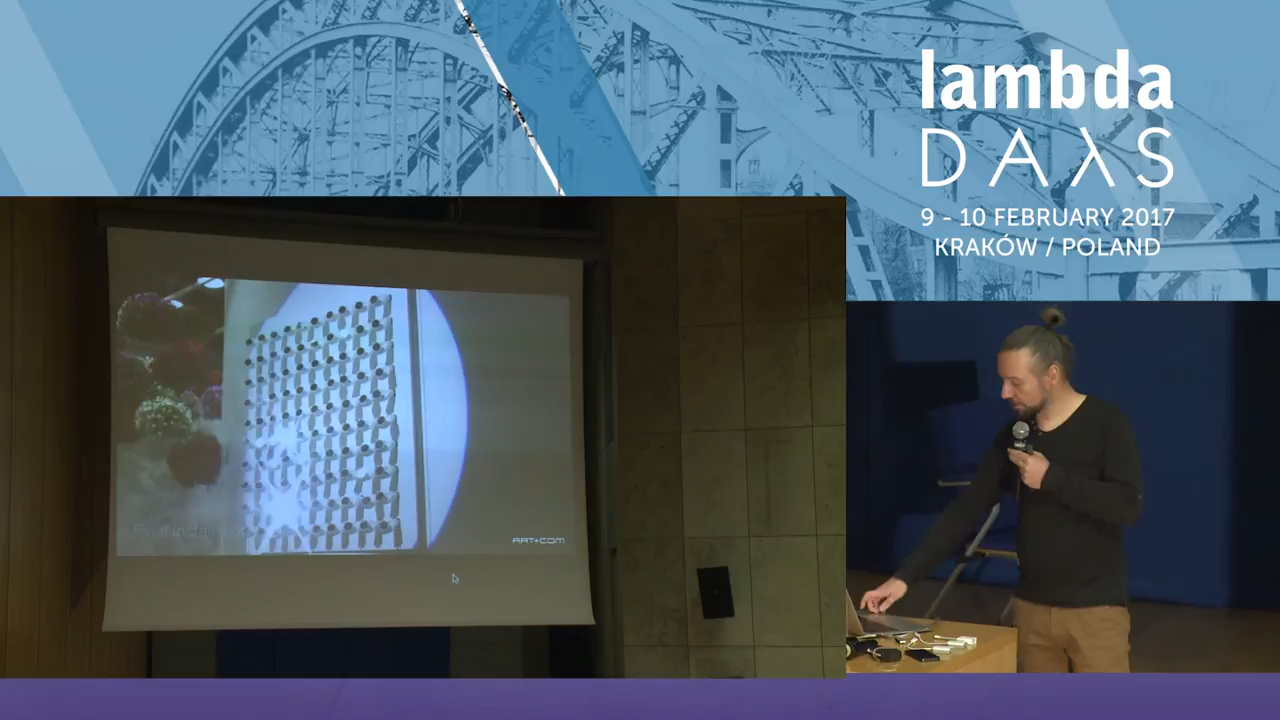 lambda
DAλS
9 - 10 FEBRUARY 2017
KRAKÓW / POLAND
ART+COM